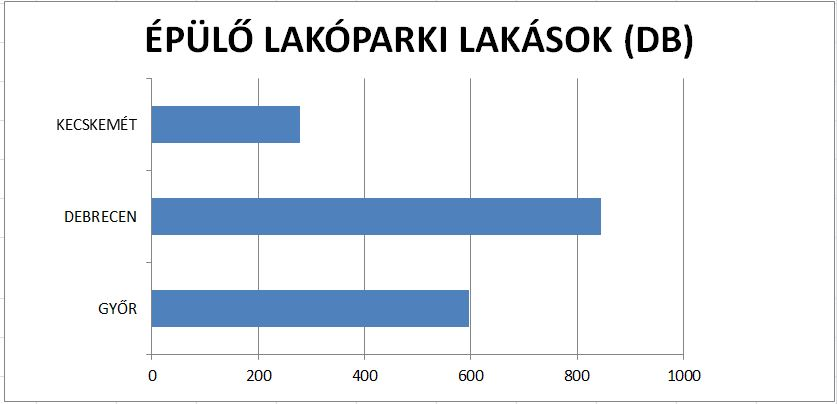 ÉPÜLŐ LAKÓPARKI LAKÁSOK (DB)
KECSKEMÉT
DEBRECEN
GYŐR
0 200 400 600 800 1000